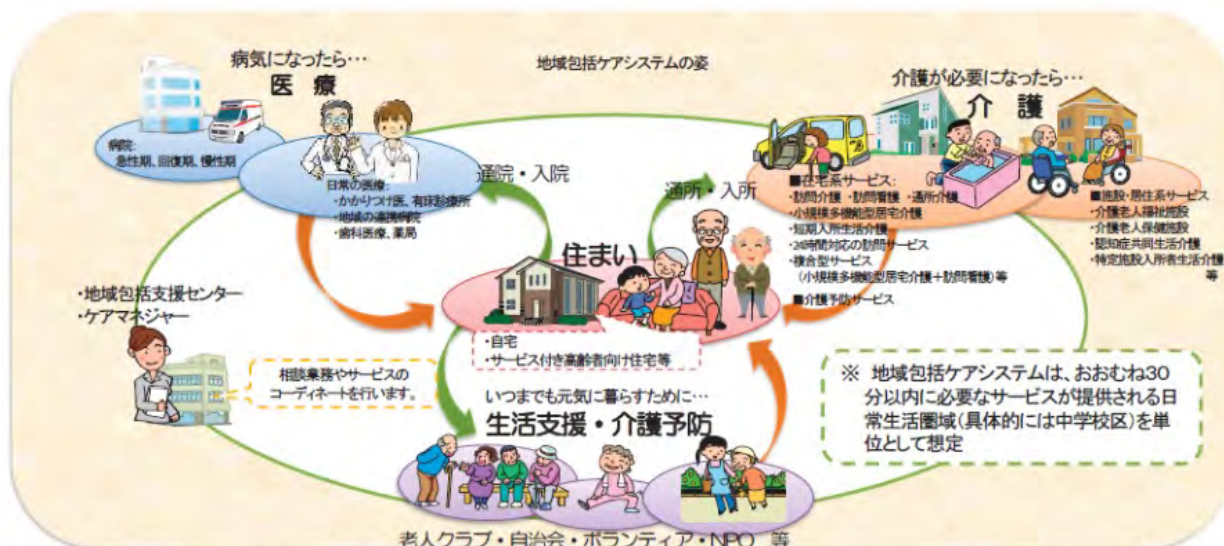 地域包括ケアシステムの姿
病気になったら…
医 療
病院:
急性期、回復期、慢性期
日常の医療:
・かかりつけ医、有床診療所
・地域の連携病院
・歯科医療、薬局
通院・入院
通所・入所
介護が必要になったら…
介 護
■在宅系サービス:
・訪問介護 ・訪問看護 ・通所介護
・小規模多機能型居宅介護
・短期入所生活介護
・24時間対応の訪問サービス
・複合型サービス
(小規模多機能型居宅介護+訪問看護)等
■介護予防サービス
■施設・居住系サービス
・介護老人福祉施設
・介護老人保健施設
・認知症共同生活介護
・特定施設入所者生活介護
等
住まい
・自宅
・サービス付き高齢者向け住宅等
・地域包括支援センター
・ケアマネジャー
相談業務やサービスの
コーディネートを行います。
いつまでも元気に暮らすために…
生活支援・介護予防
老人クラブ・自治会・ボランティア・NPO 等
※ 地域包括ケアシステムは、おおむね30
分以内に必要なサービスが提供される日
常生活圏域(具体的には中学校区)を単
位として想定